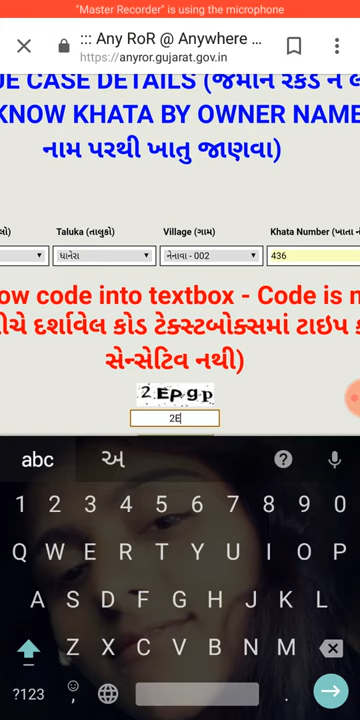 "Master Recorder" is using the microphone
::: Any RoR @ Anywhere ...
https://anyror.gujarat.gov.in
UE CASE DETAILS (જમીન રેકર્ડ ને લ
KNOW KHATA BY OWNER NAME
નામ પરથી ખાતુ જાણવા)
લો) Taluka (તાલુકો) Village (ગામ) Khata Number (ખાતા નં
ધાનેરા નેનાવા - 002 436
ow code into textbox - Code is n
ીચે દર્શાવેલ કોડ ટેક્સ્ટબોક્સમાં ટાઇપ ક
સેન્સેટિવ નથી)
2EPgp
2E
abc અ
1 2 3 4 5 6 7 8 9 0
Q W E R T Y U I O P
A S D F G H J K L
Z X C V B N M
?123 , .